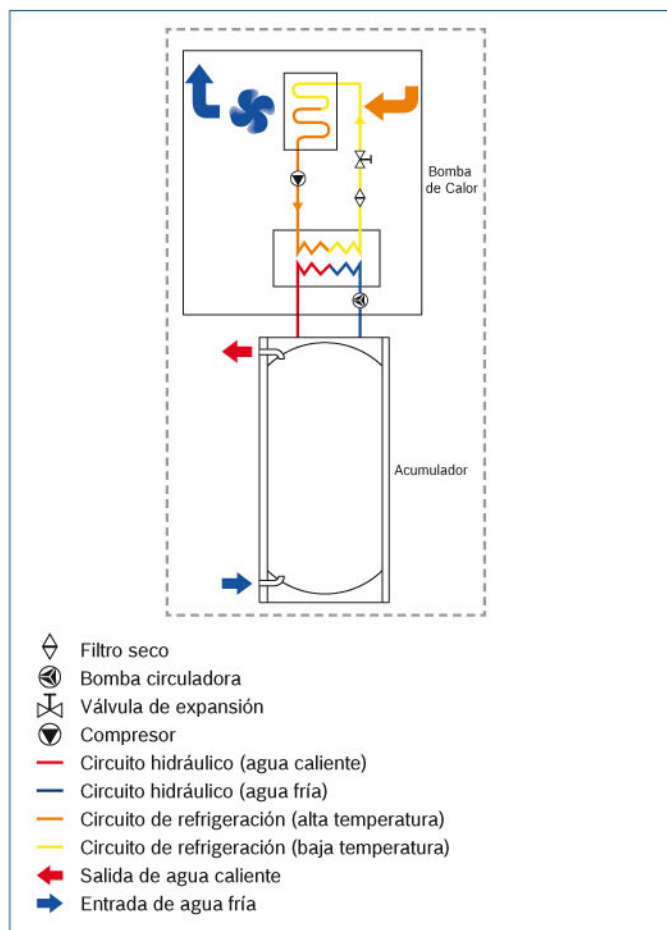 Bomba
de Calor
Acumulador
Filtro seco
Bomba circuladora
Válvula de expansión
Compresor
Circuito hidráulico (agua caliente)
Circuito hidráulico (agua fría)
Circuito de refrigeración (alta temperatura)
Circuito de refrigeración (baja temperatura)
Salida de agua caliente
Entrada de agua fría